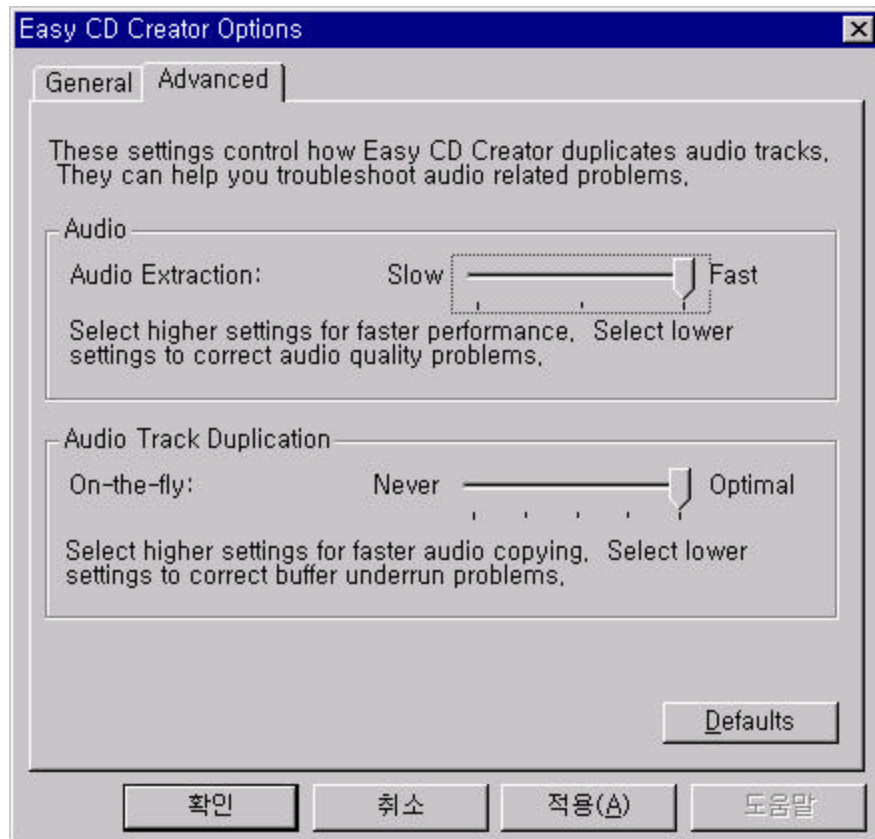 Easy CD Creator Options
General Advanced
These settings control how Easy CD Creator duplicates audio tracks.
They can help you troubleshoot audio related problems.
Audio
Audio Extraction: Slow Fast
Select higher settings for faster performance. Select lower
settings to correct audio quality problems.
Audio Track Duplication
On-the-fly: Never Optimal
Select higher settings for faster audio copying. Select lower
settings to correct buffer underrun problems.
Defaults
확인 취소 적용(A) 도움말